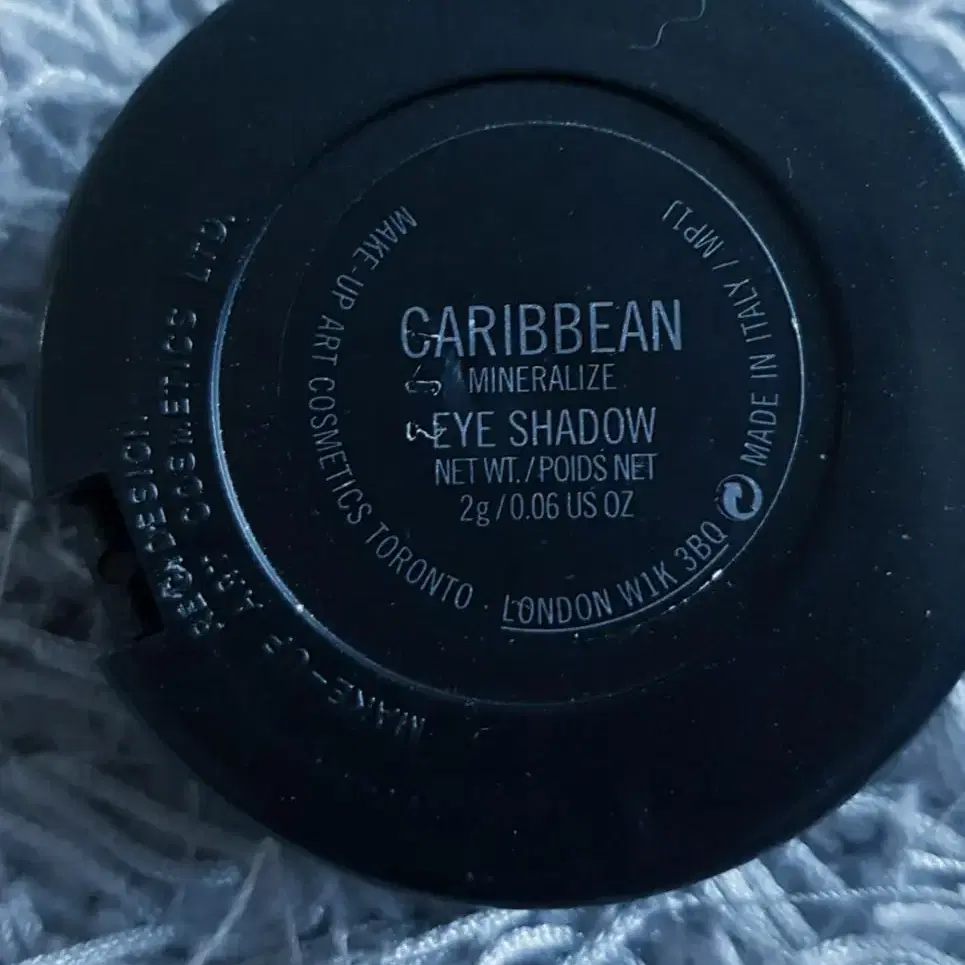 CARIBBEAN
MINERALIZE
EYE SHADOW
NET WT./POIDS NET
2g/0.06 US OZ
MAKE-UP ART COSMETICS TORONTO · LONDON W1K 3BQ
MADE IN ITALY / MP1J
MAKE-UP ART COSMETICS LTD.
DESIGN